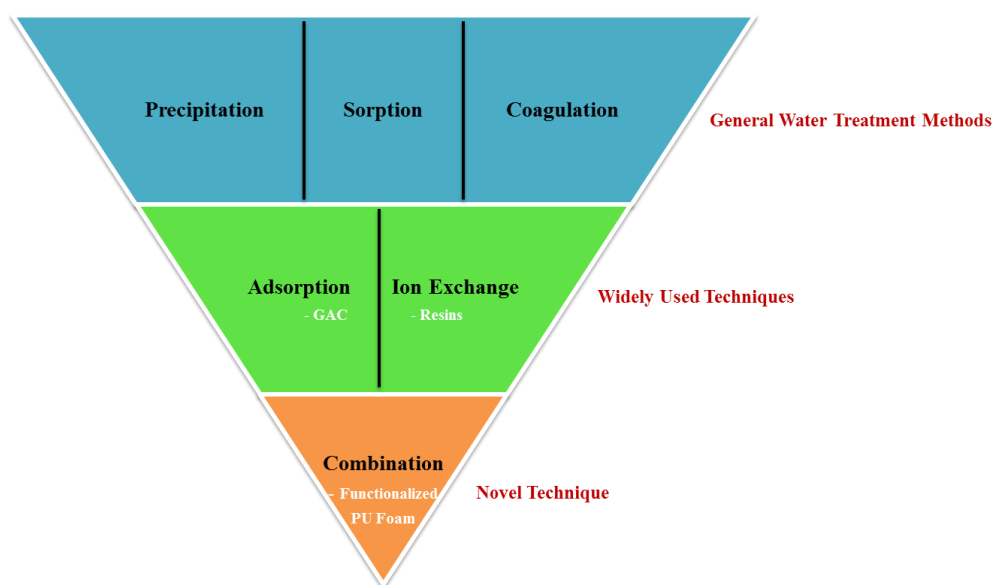 Precipitation
Sorption
Coagulation
General Water Treatment Methods
Adsorption
- GAC
Ion Exchange
- Resins
Widely Used Techniques
Combination
- Functionalized
PU Foam
Novel Technique